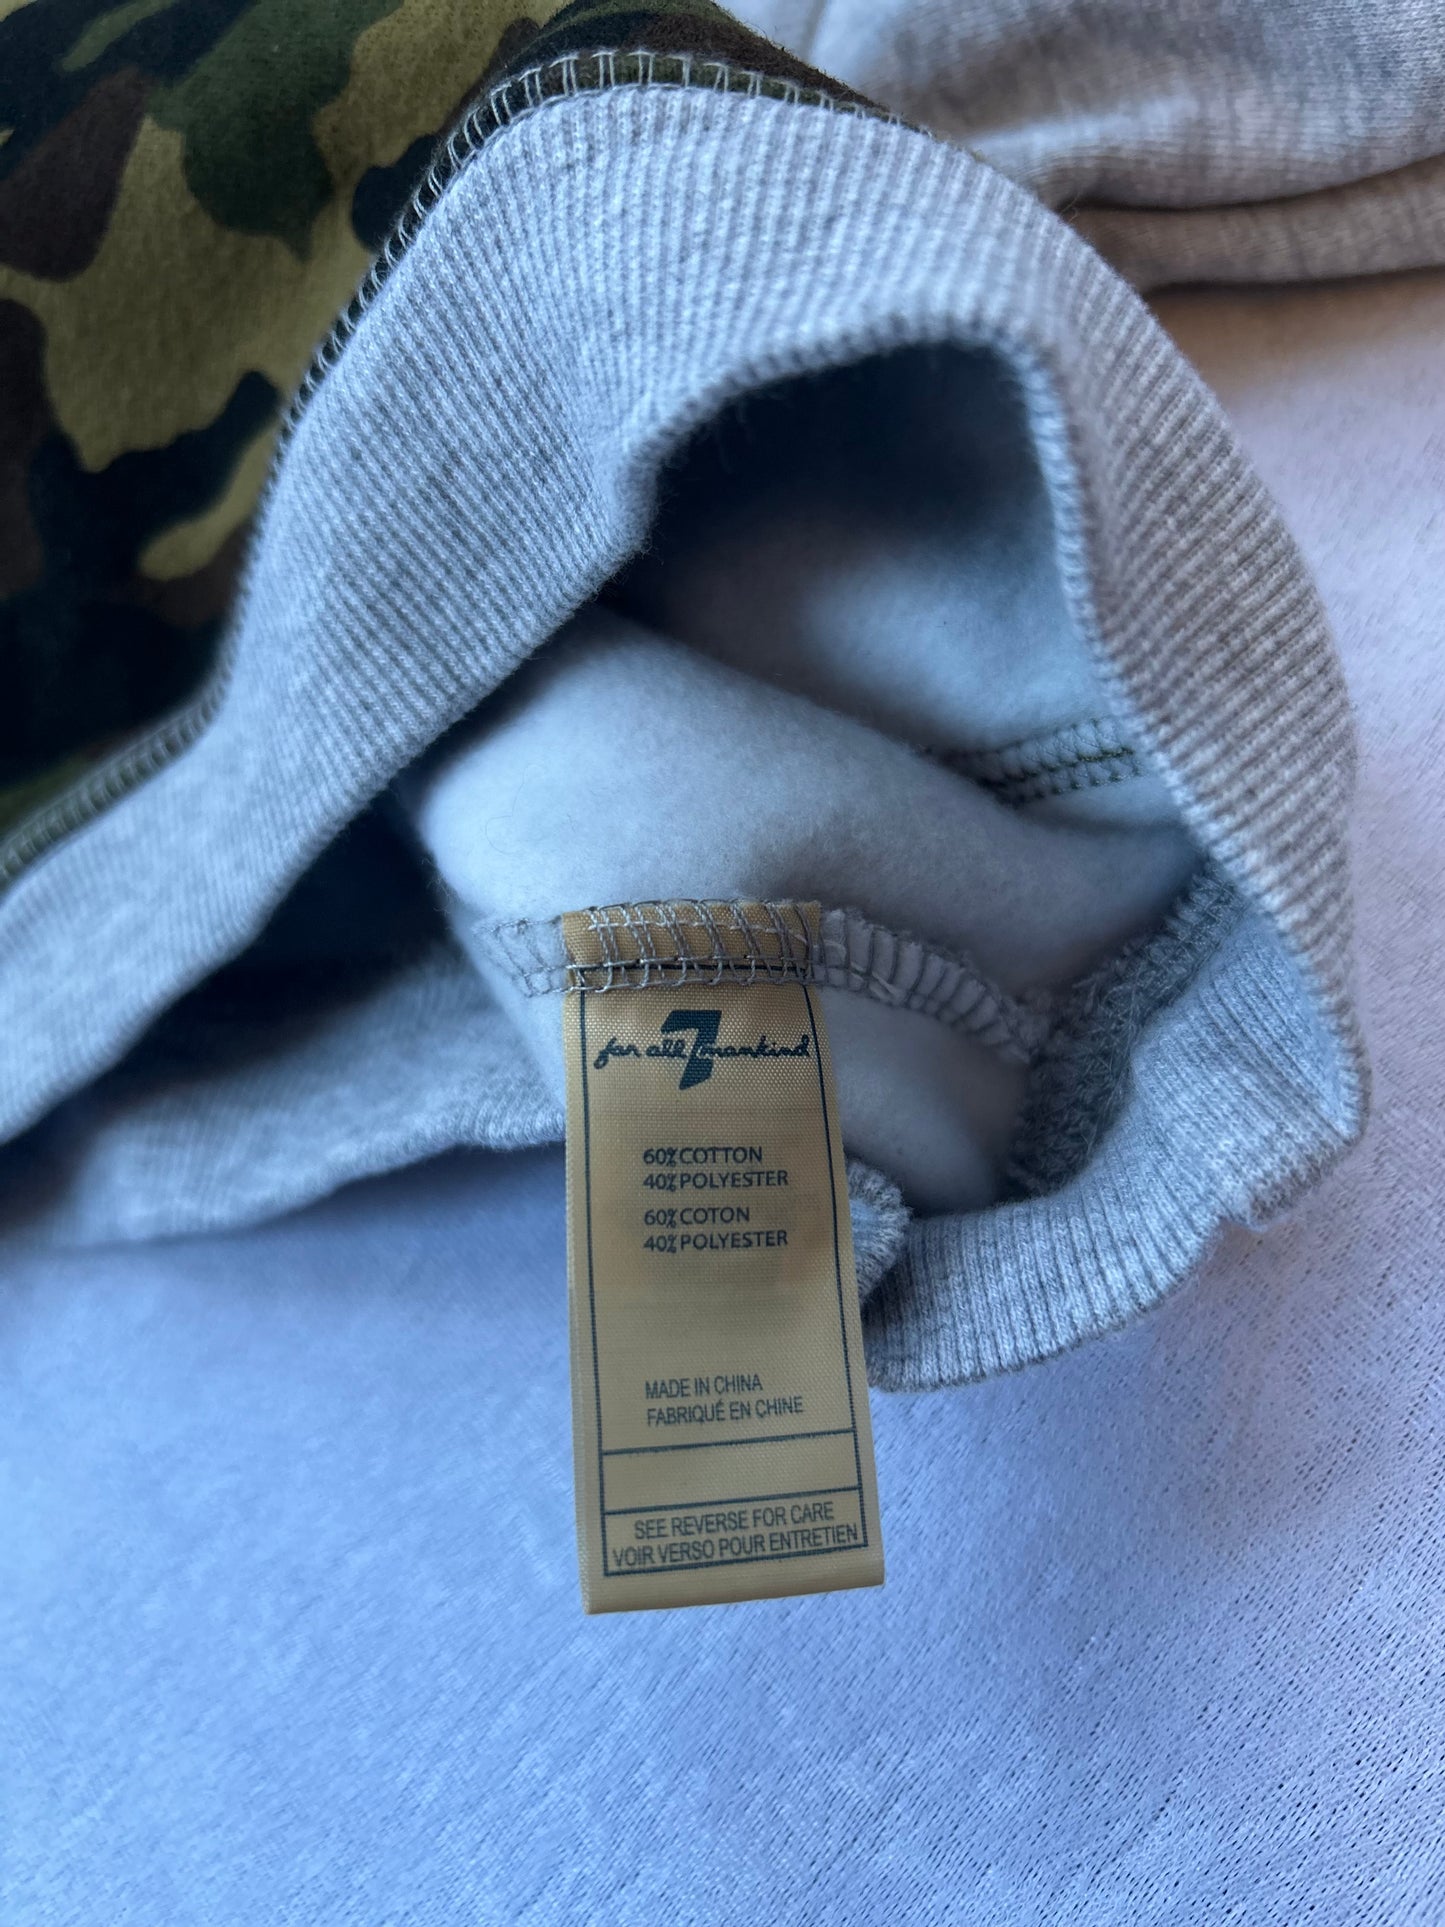 7 for all mankind
60% COTTON
40% POLYESTER
60% COTON
40% POLYESTER
MADE IN CHINA
FABRIQUÉ EN CHINE
SEE REVERSE FOR CARE
VOIR VERSO POUR ENTRETIEN